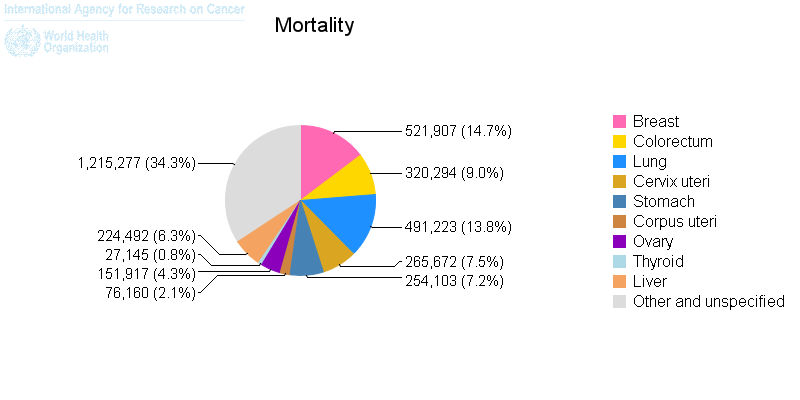 International Agency for Research on Cancer
World Health
Organization
Mortality
521,907 (14.7%)
320,294 (9.0%)
491,223 (13.8%)
265,672 (7.5%)
254,103 (7.2%)
76,160 (2.1%)
151,917 (4.3%)
27,145 (0.8%)
224,492 (6.3%)
1,215,277 (34.3%)
Breast
Colorectum
Lung
Cervix uteri
Stomach
Corpus uteri
Ovary
Thyroid
Liver
Other and unspecified